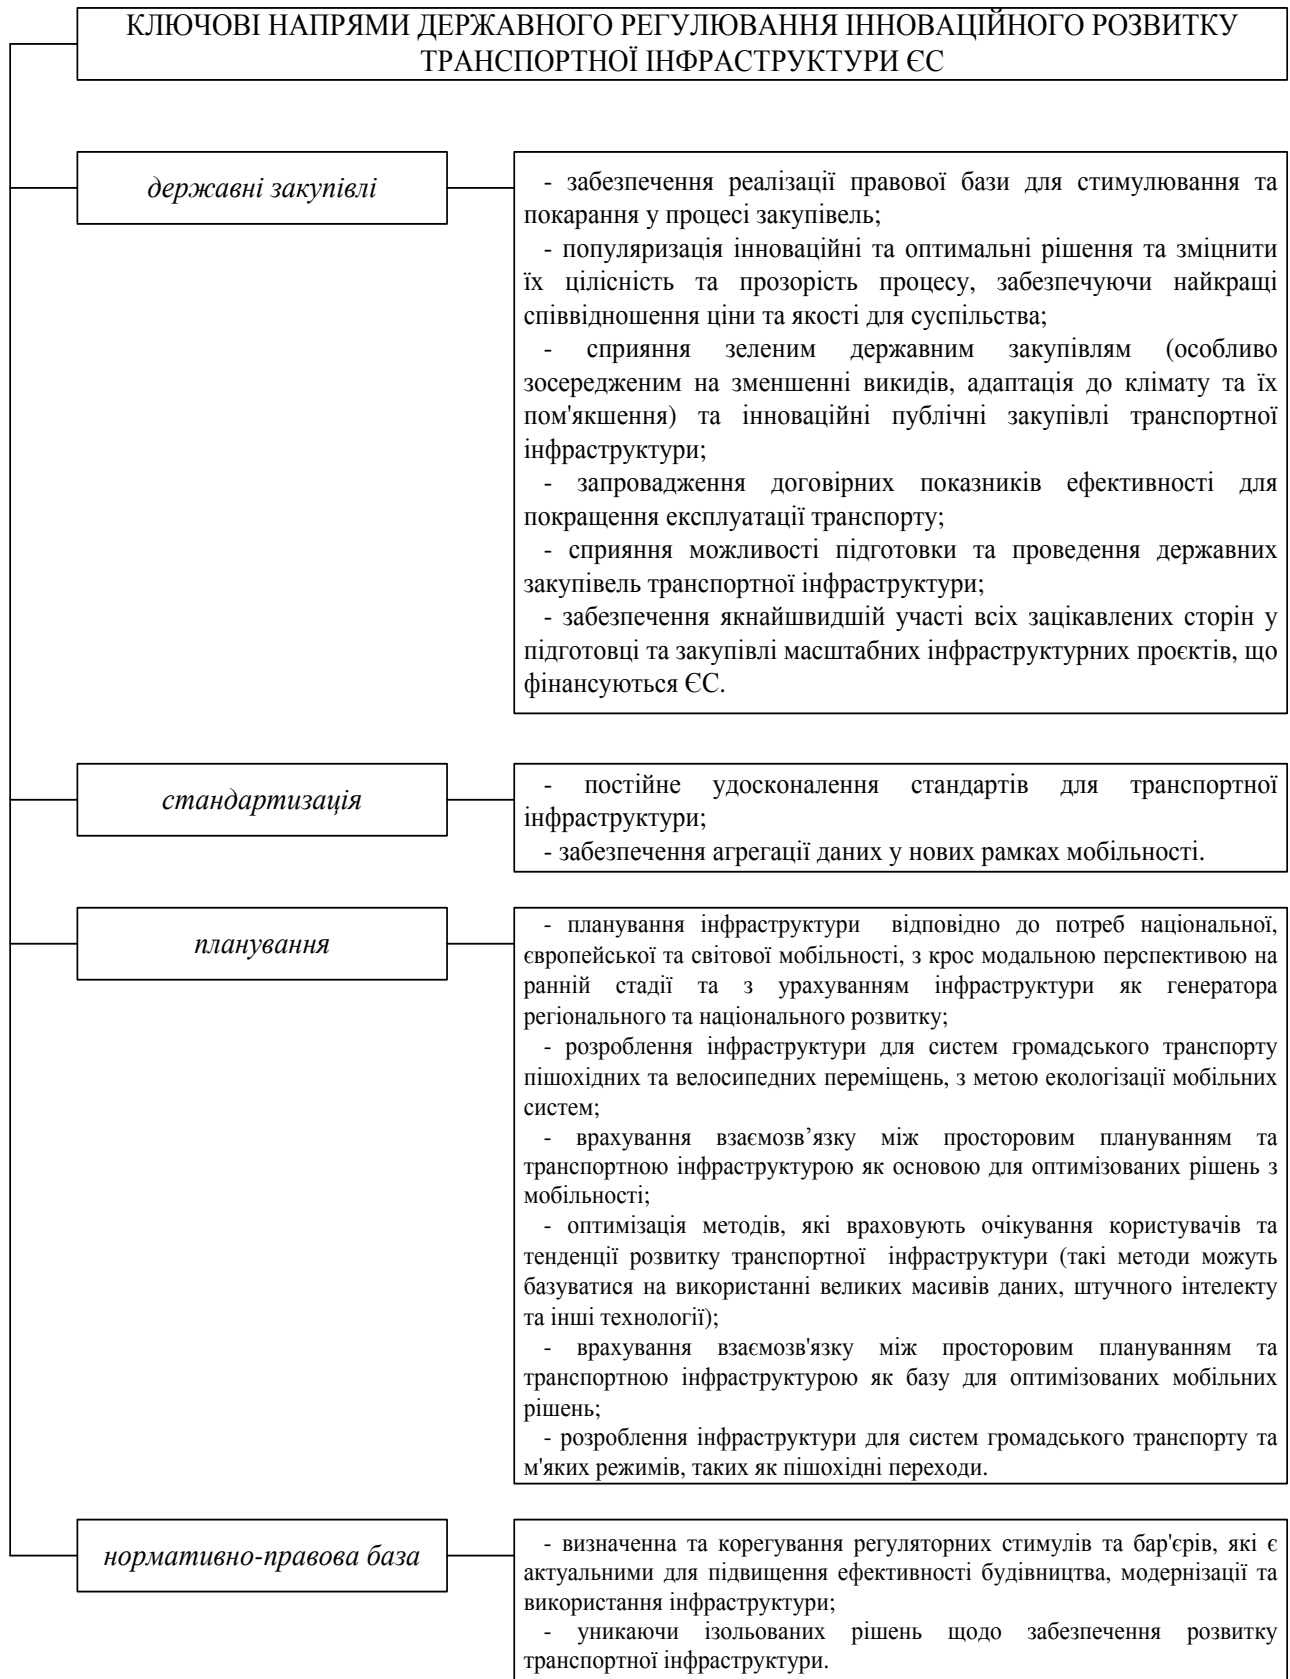 КЛЮЧОВІ НАПРЯМИ ДЕРЖАВНОГО РЕГУЛЮВАННЯ ІННОВАЦІЙНОГО РОЗВИТКУ
ТРАНСПОРТНОЇ ІНФРАСТРУКТУРИ ЄС
державні закупівлі
- забезпечення реалізації правової бази для стимулювання та
покарання у процесі закупівель;
- популяризація інноваційні та оптимальні рішення та зміцнити
їх цілісність та прозорість процесу, забезпечуючи найкращі
співвідношення ціни та якості для суспільства;
- сприяння зеленим державним закупівлям (особливо
зосередженим на зменшенні викидів, адаптація до клімату та їх
пом'якшення) та інноваційні публічні закупівлі транспортної
інфраструктури;
- запровадження договірних показників ефективності для
покращення експлуатації транспорту;
- сприяння можливості підготовки та проведення державних
закупівель транспортної інфраструктури;
- забезпечення якнайшвидшій участі всіх зацікавлених сторін у
підготовці та закупівлі масштабних інфраструктурних проєктів, що
фінансуються ЄС.
стандартизація
- постійне удосконалення стандартів для транспортної
інфраструктури;
- забезпечення агрегації даних у нових рамках мобільності.
планування
- планування інфраструктури відповідно до потреб національної,
європейської та світової мобільності, з крос модальною перспективою на
ранній стадії та з урахуванням інфраструктури як генератора
регіонального та національного розвитку;
- розроблення інфраструктури для систем громадського транспорту
пішохідних та велосипедних переміщень, з метою екологізації мобільних
систем;
- врахування взаємозв’язку між просторовим плануванням та
транспортною інфраструктурою як основою для оптимізованих рішень з
мобільності;
- оптимізація методів, які враховують очікування користувачів та
тенденції розвитку транспортної інфраструктури (такі методи можуть
базуватися на використанні великих масивів даних, штучного інтелекту
та інші технології);
- врахування взаємозв'язку між просторовим плануванням та
транспортною інфраструктурою як базу для оптимізованих мобільних
рішень;
- розроблення інфраструктури для систем громадського транспорту та
м'яких режимів, таких як пішохідні переходи.
нормативно-правова база
- визначенна та корегування регуляторних стимулів та бар'єрів, які є
актуальними для підвищення ефективності будівництва, модернізації та
використання інфраструктури;
- уникаючи ізольованих рішень щодо забезпечення розвитку
транспортної інфраструктури.